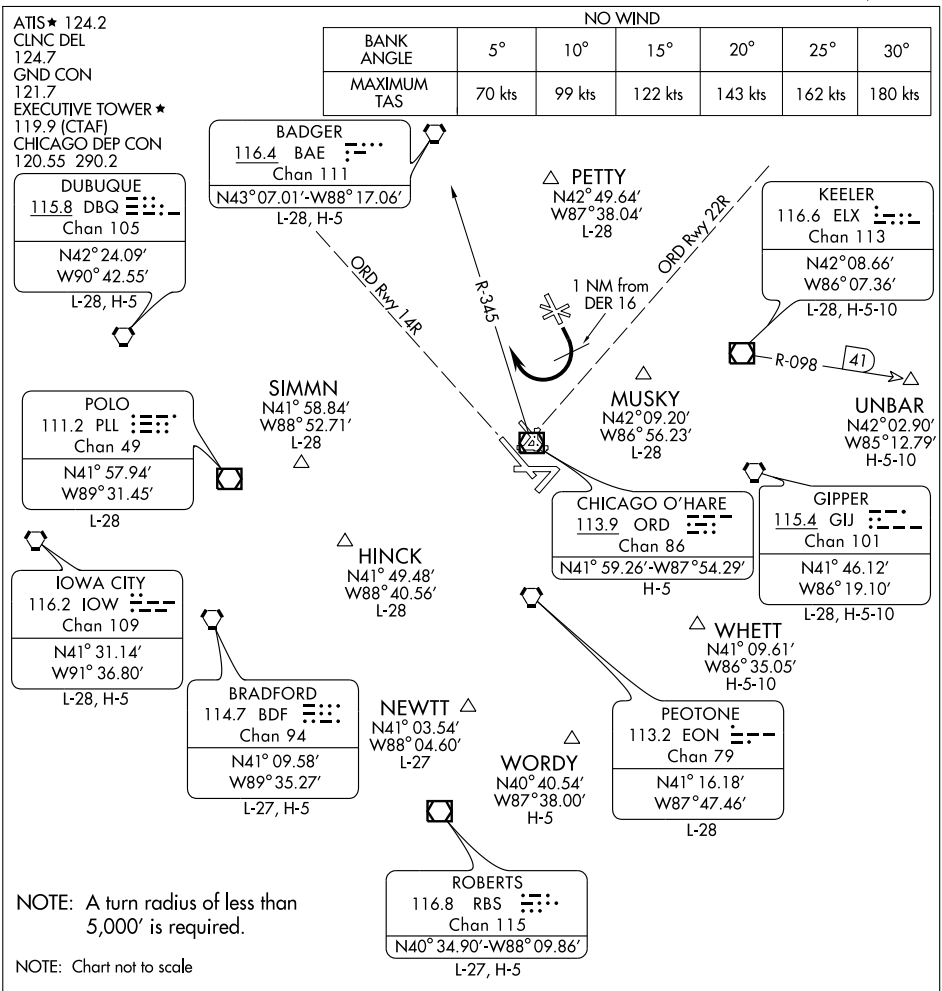 ATIS★ 124.2
CLNC DEL
124.7
GND CON
121.7
EXECUTIVE TOWER★
119.9 (CTAF)
CHICAGO DEP CON
120.55 290.2
NO WIND
BANK ANGLE 5° 10° 15° 20° 25° 30°
MAXIMUM TAS 70 kts 99 kts 122 kts 143 kts 162 kts 180 kts
BADGER
116.4 BAE
Chan 111
N43°07.01'-W88°17.06'
L-28, H-5
PETTY
N42°49.64'
W87°38.04'
L-28
KEELER
116.6 ELX
Chan 113
N42°08.66'
W86°07.36'
L-28, H-5-10
DUBUQUE
115.8 DBQ
Chan 105
N42°24.09'
W90°42.55'
L-28, H-5
ORD Rwy 14R
R-345
1 NM from
DER 16
ORD Rwy 22R
R-098
41
UNBAR
N42°02.90'
W85°12.79'
H-5-10
POLO
111.2 PLL
Chan 49
N41°57.94'
W89°31.45'
L-28
SIMMN
N41°58.84'
W88°52.71'
L-28
MUSKY
N42°09.20'
W86°56.23'
L-28
CHICAGO O'HARE
113.9 ORD
Chan 86
N41°59.26'-W87°54.29'
H-5
GIPPER
115.4 GIJ
Chan 101
N41°46.12'
W86°19.10'
L-28, H-5-10
IOWA CITY
116.2 IOW
Chan 109
N41°31.14'
W91°36.80'
L-28, H-5
HINCK
N41°49.48'
W88°40.56'
L-28
WHETT
N41°09.61'
W86°35.05'
H-5-10
BRADFORD
114.7 BDF
Chan 94
N41°09.58'
W89°35.27'
L-27, H-5
NEWTT
N41°03.54'
W88°04.60'
L-27
WORDY
N40°40.54'
W87°38.00'
H-5
PEOTONE
113.2 EON
Chan 79
N41°16.18'
W87°47.46'
L-28
ROBERTS
116.8 RBS
Chan 115
N40°34.90'-W88°09.86'
L-27, H-5
NOTE: A turn radius of less than
5,000' is required.
NOTE: Chart not to scale